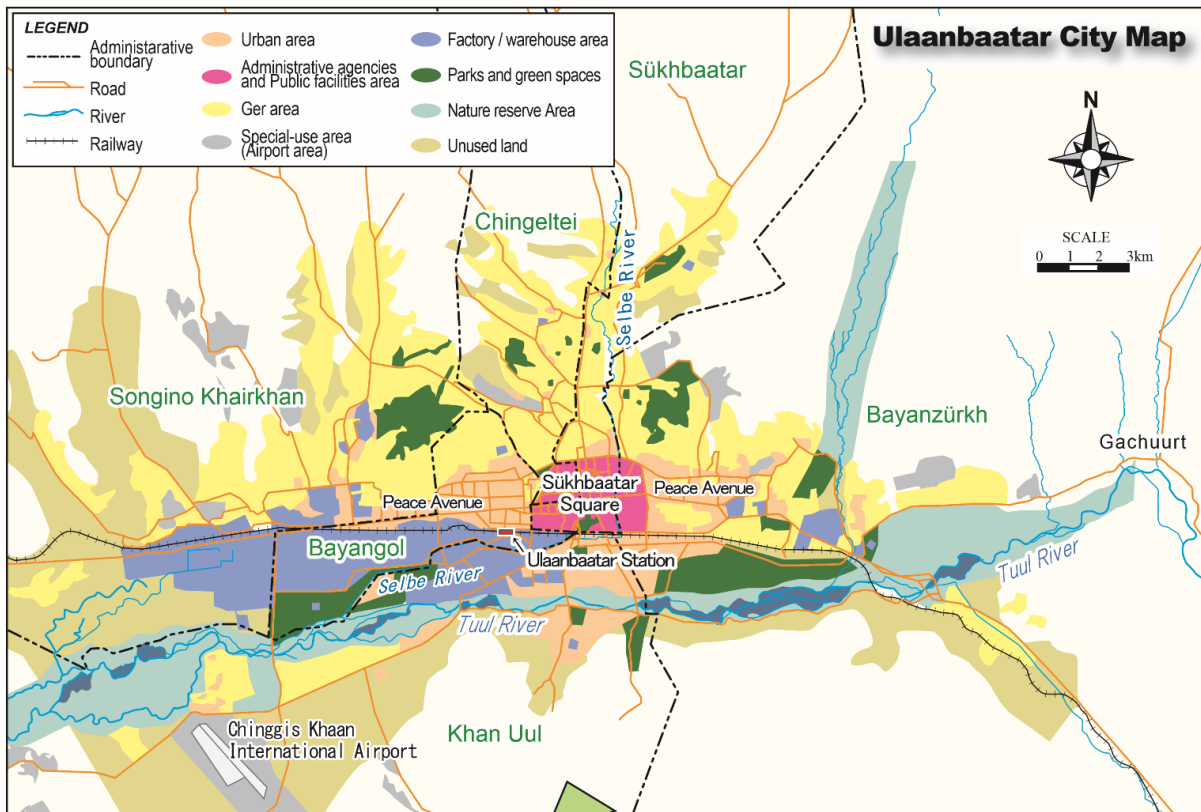 Ulaanbaatar City Map
LEGEND
Administarative
boundary
Road
River
Railway
Urban area
Administrative agencies
and Public facilities area
Ger area
Special-use area
(Airport area)
Factory / warehouse area
Parks and green spaces
Nature reserve Area
Unused land
N
SCALE
0 1 2 3km
Sükhbaatar
Chingeltei
Selbe River
Songino Khairkhan
Bayanzürkh
Gachuurt
Peace Avenue
Sükhbaatar
Square
Peace Avenue
Bayangol
Ulaanbaatar Station
Selbe River
Tuul River
Tuul River
Khan Uul
Chinggis Khaan
International Airport